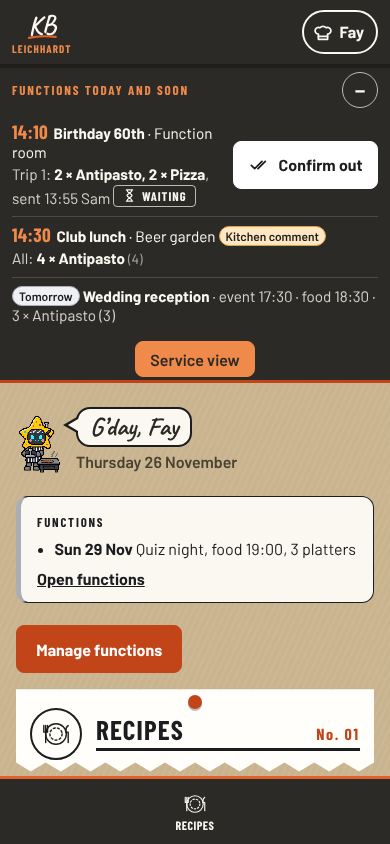 KB
LEICHHARDT
Fay
FUNCTIONS TODAY AND SOON
14:10 Birthday 60th · Function
room
Trip 1: 2 × Antipasto, 2 × Pizza,
sent 13:55 Sam WAITING
Confirm out
14:30 Club lunch · Beer garden Kitchen comment
All: 4 × Antipasto (4)
Tomorrow Wedding reception · event 17:30 · food 18:30 ·
3 × Antipasto (3)
Service view
G'day, Fay
Thursday 26 November
FUNCTIONS
• Sun 29 Nov Quiz night, food 19:00, 3 platters
Open functions
Manage functions
RECIPES
No. 01
RECIPES